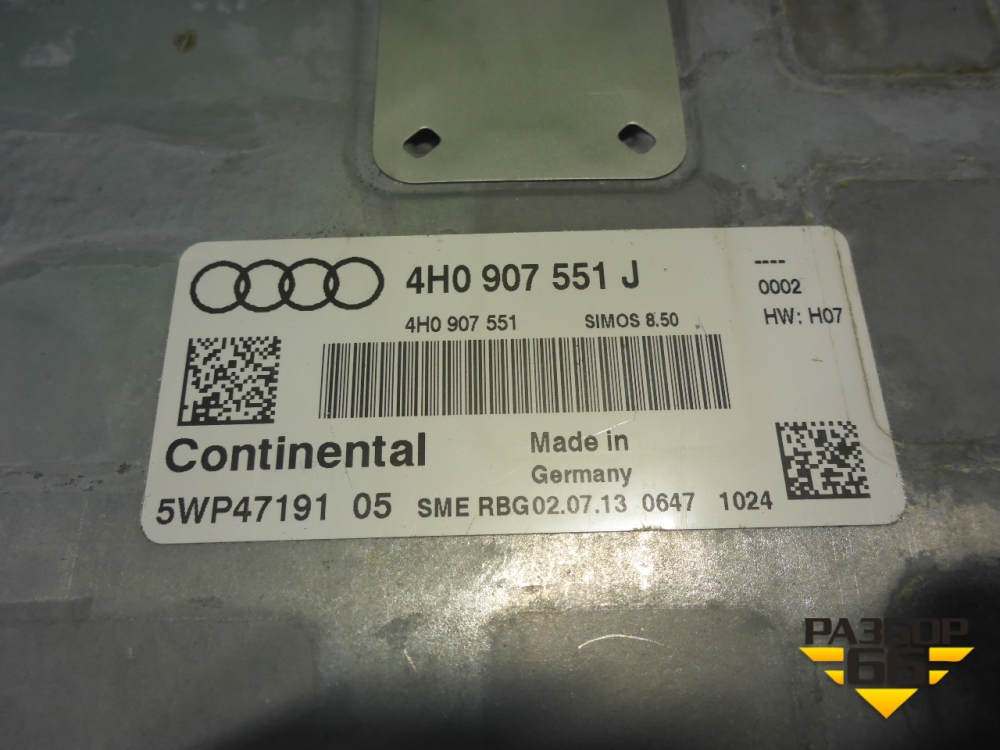 4H0 907 551 J
----
0002
4H0 907 551 SIMOS 8.50 HW: H07
Continental Made in
Germany
5WP47191 05 SME RBG02.07.13 0647 1024
РАЗБОР
66